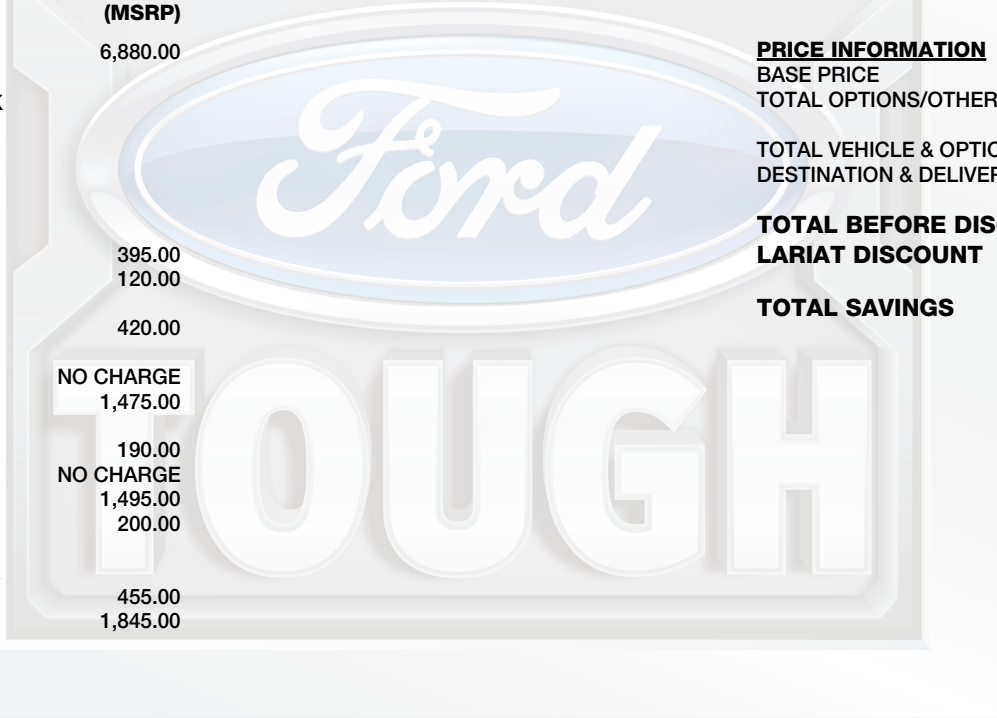 (MSRP)
6,880.00
K
395.00
120.00
420.00
NO CHARGE
1,475.00
190.00
NO CHARGE
1,495.00
200.00
455.00
1,845.00
Ford
TOUGH
PRICE INFORMATION
BASE PRICE
TOTAL OPTIONS/OTHER
TOTAL VEHICLE & OPTIO
DESTINATION & DELIVER
TOTAL BEFORE DISC
LARIAT DISCOUNT
TOTAL SAVINGS